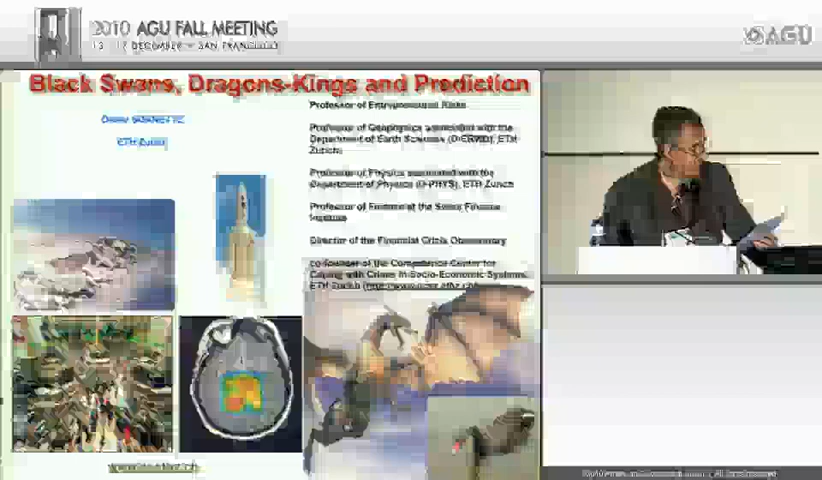 2010 AGU FALL MEETING
13 - 17 DECEMBER • SAN FRANCISCO
AGU
Black Swans, Dragons-Kings and Prediction
Didier SORNETTE
ETH Zurich
Professor of Entrepreneurial Risks
Professor of Geophysics associated with the
Department of Earth Sciences (D-ERWD), ETH
Zurich
Professor of Physics associated with the
Department of Physics (D-PHYS), ETH Zurich
Professor of Finance at the Swiss Finance
Institute
Director of the Financial Crisis Observatory
co-founder of the Competence Center for
Coping with Crises in Socio-Economic Systems,
ETH Zurich